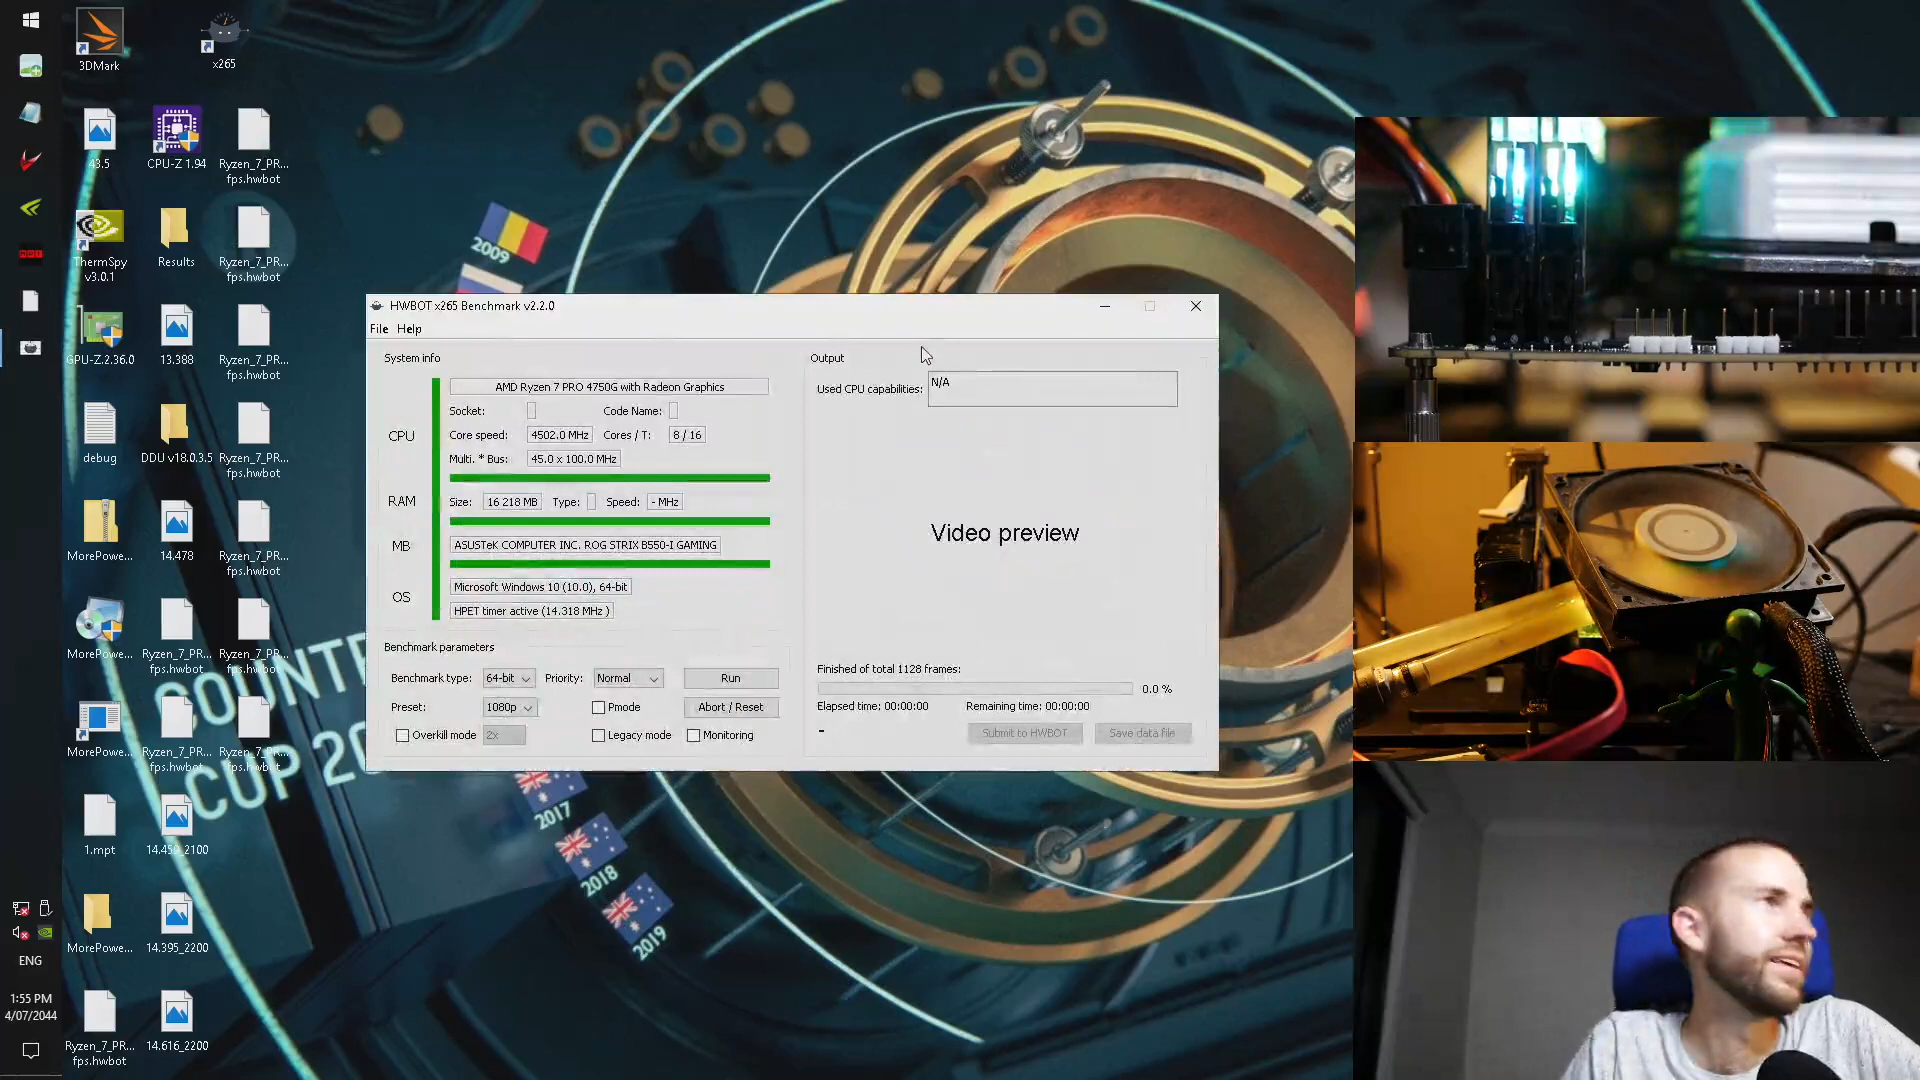 3DMark
x265
43.5
CPU-Z 1.94
Ryzen_7_PR...
fps.hwbot
ThermSpy
v3.0.1
Results
Ryzen_7_PR...
fps.hwbot
GPU-Z.2.36.0
13.388
Ryzen_7_PR...
fps.hwbot
debug
DDU v18.0.3.5
Ryzen_7_PR...
fps.hwbot
MorePowe...
14.478
Ryzen_7_PR...
fps.hwbot
MorePowe...
Ryzen_7_PR...
fps.hwbot
Ryzen_7_PR...
fps.hwbot
MorePowe...
Ryzen_7_PR...
fps.hwbot
Ryzen_7_PR...
fps.hwbot
1.mpt
14.459_2100
MorePowe...
14.395_2200
Ryzen_7_PR...
fps.hwbot
14.616_2200
ENG
1:55 PM
4/07/2044
2009
2017
2018
2019
HWBOT x265 Benchmark v2.2.0
File Help
System info
CPU
AMD Ryzen 7 PRO 4750G with Radeon Graphics
Socket: Code Name:
Core speed: 4502.0 MHz Cores / T: 8 / 16
Multi. * Bus: 45.0 x 100.0 MHz
RAM Size: 16 218 MB Type: Speed: - MHz
MB ASUSTeK COMPUTER INC. ROG STRIX B550-I GAMING
OS Microsoft Windows 10 (10.0), 64-bit
HPET timer active (14.318 MHz )
Benchmark parameters
Benchmark type: 64-bit Priority: Normal Run
Preset: 1080p Pmode Abort / Reset
Overkill mode 2x Legacy mode Monitoring
Output
Used CPU capabilities: N/A
Video preview
Finished of total 1128 frames:
0.0 %
Elapsed time: 00:00:00 Remaining time: 00:00:00
-
Submit to HWBOT Save data file